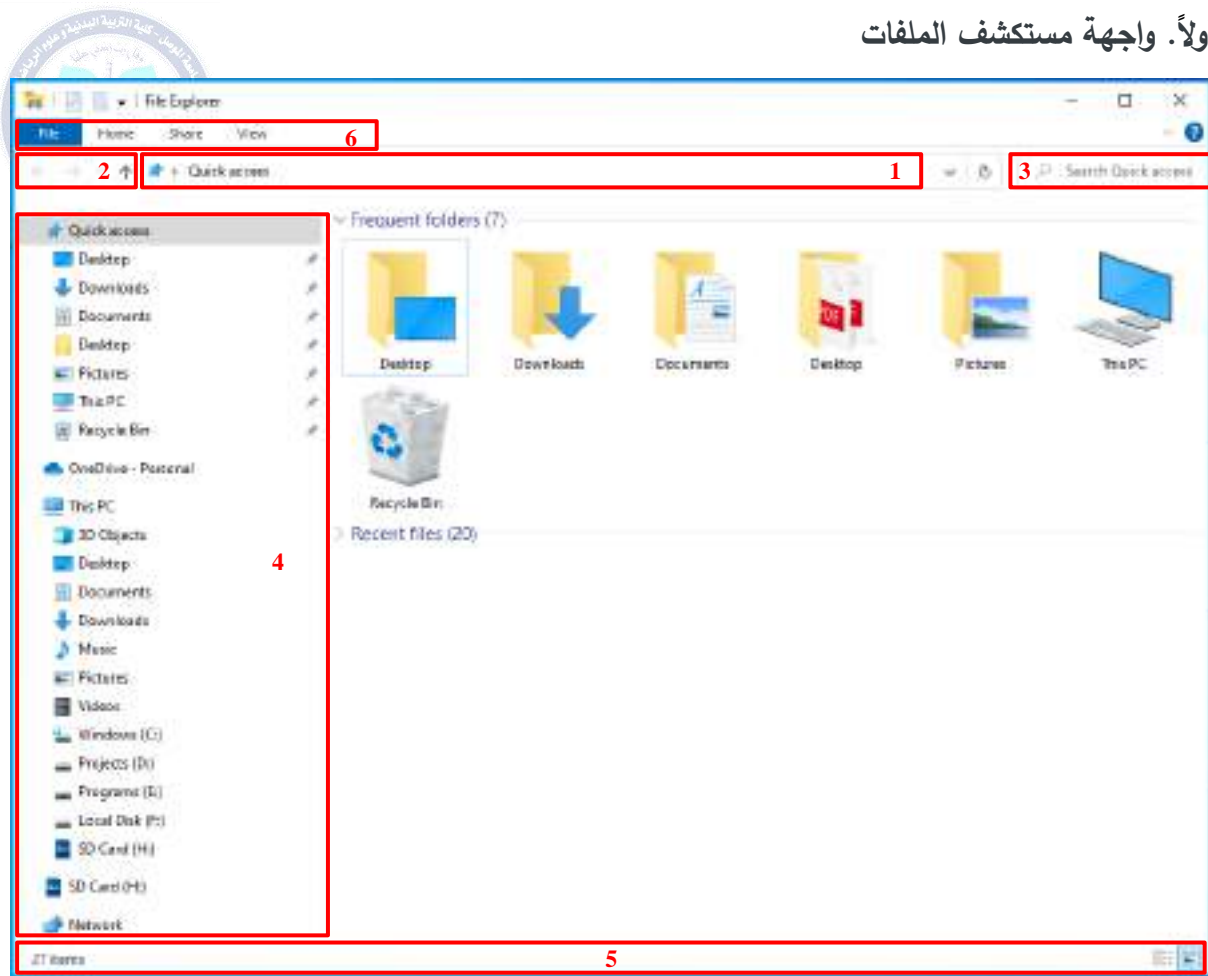 ولاً. واجهة مستكشف الملفات
File Explorer
File Home Share View 6
2 Quick access 1 3 Search Quick access
Quick access
Desktop
Downloads
Documents
Desktop
Pictures
This PC
Recycle Bin
OneDrive - Personal
This PC
3D Objects
Desktop
Documents
Downloads
Music
Pictures
Videos
Windows (C:)
Projects (D:)
Programs (E:)
Local Disk (F:)
SD Card (H:)
SD Card (H:)
Network
4
Frequent folders (7)
Desktop Downloads Documents Desktop Pictures This PC
Recycle Bin
Recent files (20)
27 items 5